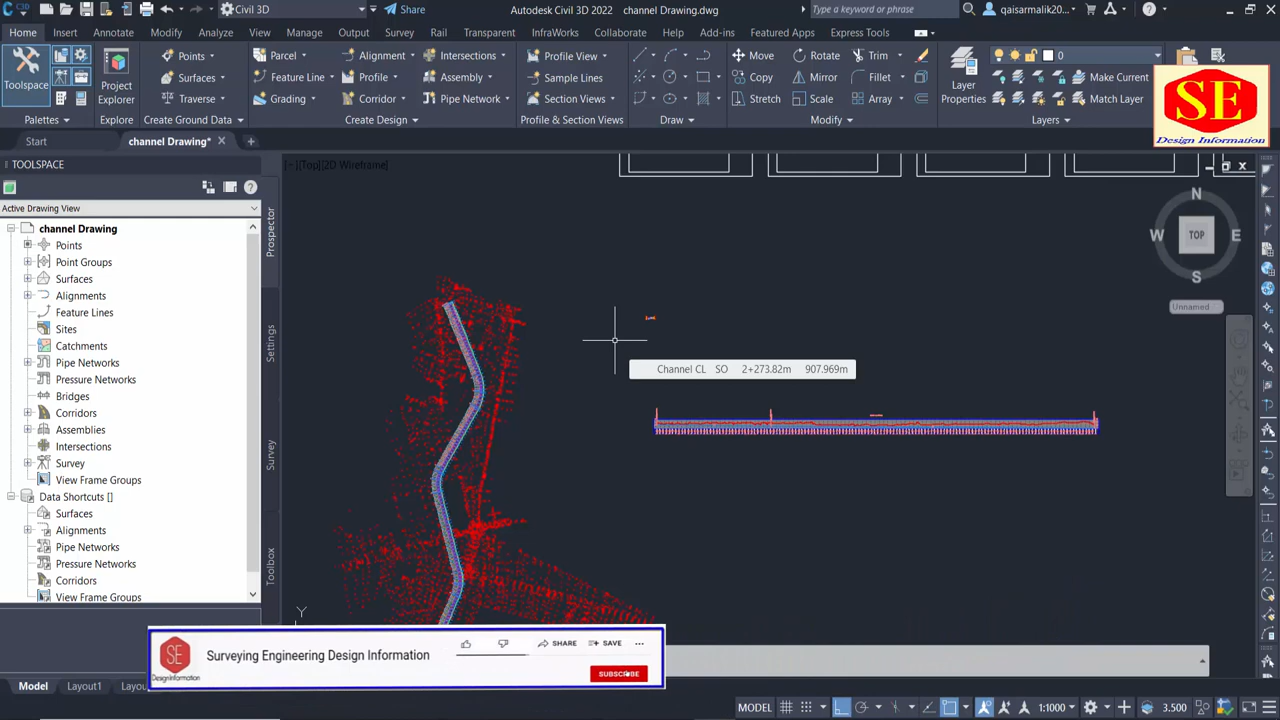 C3D
Civil 3D
Share
Autodesk Civil 3D 2022
channel Drawing.dwg
Type a keyword or phrase
qaisarmalik20...
Home
Insert
Annotate
Modify
Analyze
View
Manage
Output
Survey
Rail
Transparent
InfraWorks
Collaborate
Help
Add-ins
Featured Apps
Express Tools
Toolspace
Palettes
Project
Explorer
Explore
Points
Surfaces
Traverse
Create Ground Data
Parcel
Feature Line
Grading
Alignment
Profile
Corridor
Intersections
Assembly
Pipe Network
Create Design
Profile View
Sample Lines
Section Views
Profile & Section Views
Draw
Move
Copy
Stretch
Rotate
Mirror
Scale
Trim
Fillet
Array
Modify
Layer
Properties
0
Make Current
Match Layer
Layers
SE
Design Information
Start
channel Drawing*
TOOLSPACE
[−][Top][2D Wireframe]
Active Drawing View
channel Drawing
Points
Point Groups
Surfaces
Alignments
Feature Lines
Sites
Catchments
Pipe Networks
Pressure Networks
Bridges
Corridors
Assemblies
Intersections
Survey
View Frame Groups
Data Shortcuts []
Surfaces
Alignments
Pipe Networks
Pressure Networks
Corridors
View Frame Groups
Prospector
Settings
Survey
Toolbox
N
W
TOP
E
S
Unnamed
Channel CL SO 2+273.82m 907.969m
Y
SE
DesignInformation
Surveying Engineering Design Information
SHARE
SAVE
SUBSCRIBE
Model
Layout1
Layou
MODEL
1:1000
3.500